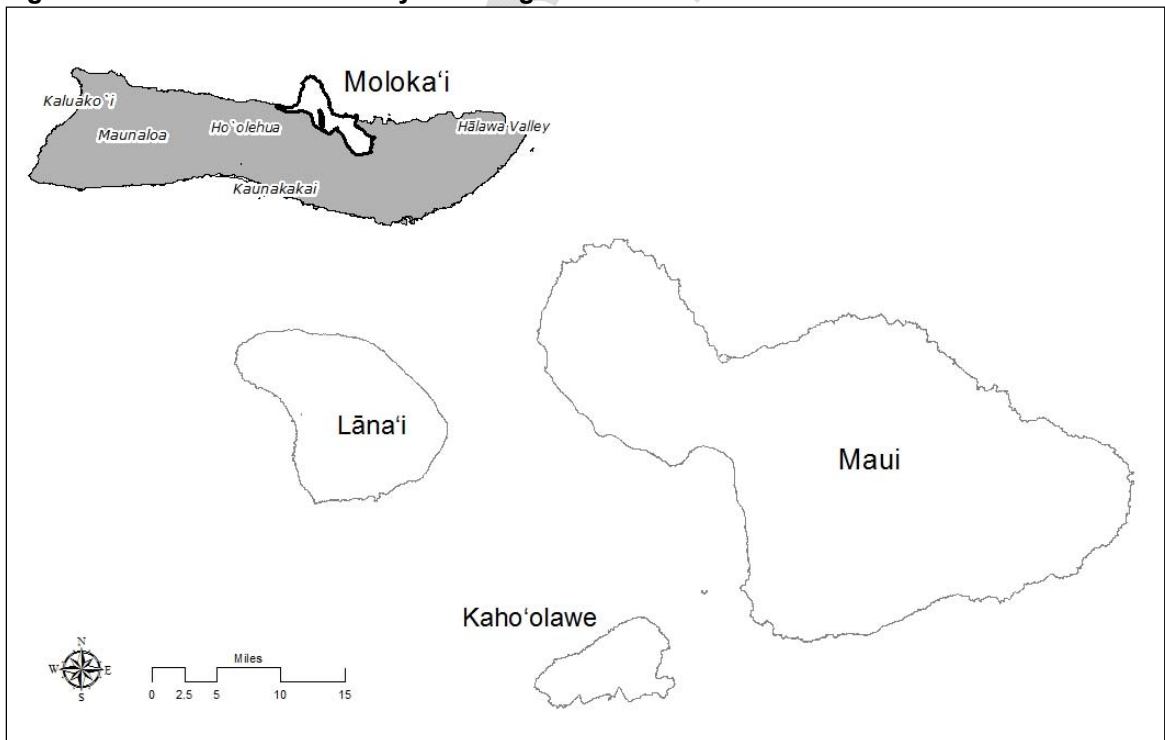 Moloka‘i
Kaluako`i
Maunaloa
Ho`olehua
Hālawa Valley
Kaunakakai
Lāna‘i
Maui
Kaho‘olawe
N
W E
S
Miles
0 2.5 5 10 15